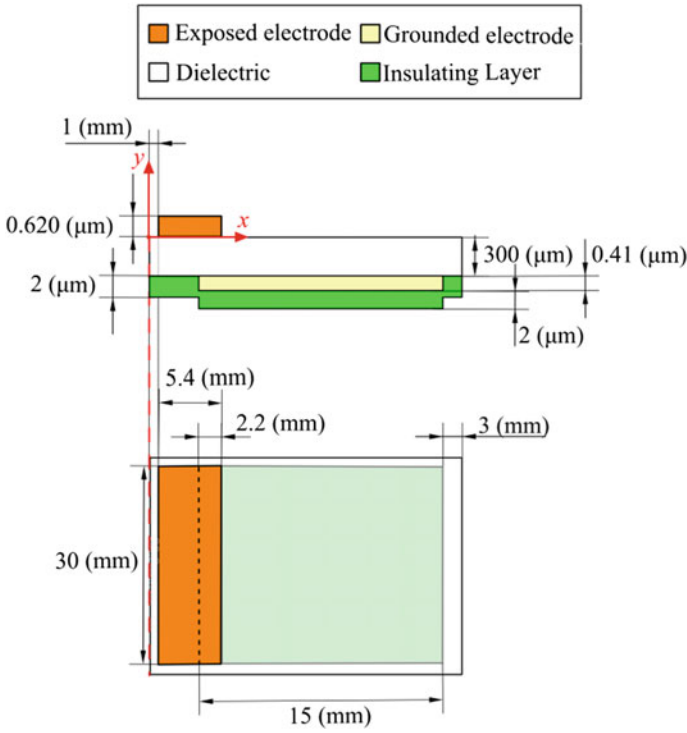 Exposed electrode Grounded electrode
Dielectric Insulating Layer
1 (mm)
y
0.620 (μm)
x
300 (μm)
0.41 (μm)
2 (μm)
2 (μm)
5.4 (mm)
2.2 (mm)
3 (mm)
30 (mm)
15 (mm)